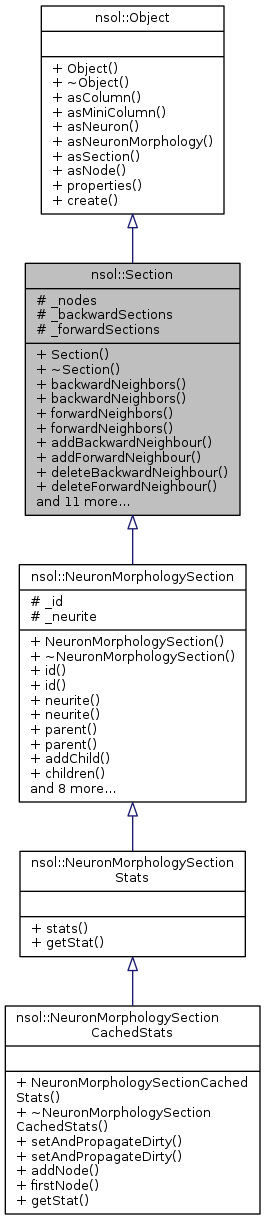 nsol::Object
+ Object()
+ ~Object()
+ asColumn()
+ asMiniColumn()
+ asNeuron()
+ asNeuronMorphology()
+ asSection()
+ asNode()
+ properties()
+ create()
nsol::Section
# _nodes
# _backwardSections
# _forwardSections
+ Section()
+ ~Section()
+ backwardNeighbors()
+ backwardNeighbors()
+ forwardNeighbors()
+ forwardNeighbors()
+ addBackwardNeighbour()
+ addForwardNeighbour()
+ deleteBackwardNeighbour()
+ deleteForwardNeighbour()
and 11 more...
nsol::NeuronMorphologySection
# _id
# _neurite
+ NeuronMorphologySection()
+ ~NeuronMorphologySection()
+ id()
+ id()
+ neurite()
+ neurite()
+ parent()
+ parent()
+ addChild()
+ children()
and 8 more...
nsol::NeuronMorphologySection
Stats
+ stats()
+ getStat()
nsol::NeuronMorphologySection
CachedStats
+ NeuronMorphologySectionCached
Stats()
+ ~NeuronMorphologySection
CachedStats()
+ setAndPropagateDirty()
+ setAndPropagateDirty()
+ addNode()
+ firstNode()
+ getStat()